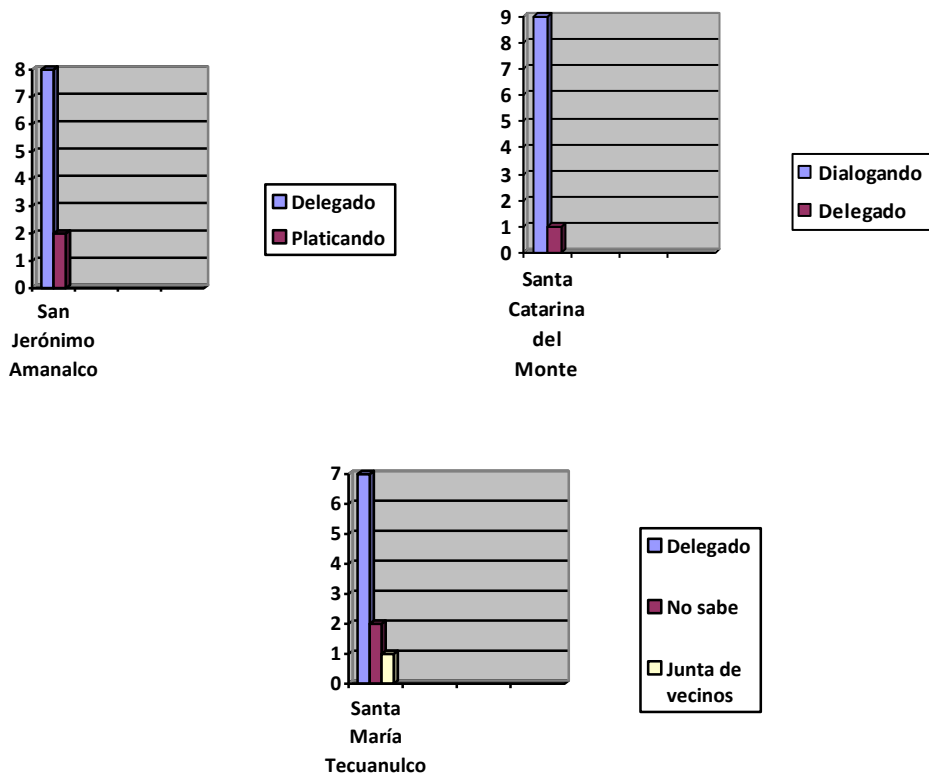 8
7
6
5
4
3
2
1
0
San
Jerónimo
Amanalco
Delegado
Platicando
9
8
7
6
5
4
3
2
1
0
Santa
Catarina
del
Monte
Dialogando
Delegado
7
6
5
4
3
2
1
0
Santa
María
Tecuanulco
Delegado
No sabe
Junta de
vecinos